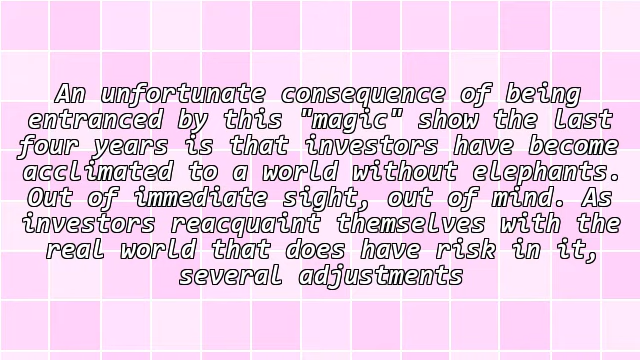 An unfortunate consequence of being
entranced by this "magic" show the last
four years is that investors have become
acclimated to a world without elephants.
Out of immediate sight, out of mind. As
investors reacquaint themselves with the
real world that does have risk in it,
several adjustments